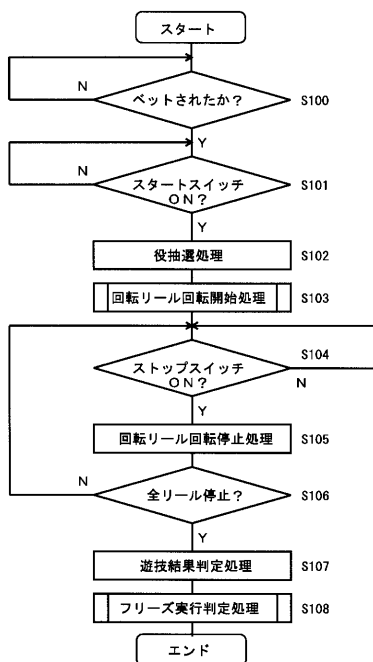 スタート
N
ベットされたか？
S100
Y
N
スタートスイッチ
ON？
S101
Y
役抽選処理
S102
回転リール回転開始処理
S103
ストップスイッチ
ON？
S104
N
Y
回転リール回転停止処理
S105
N
全リール停止？
S106
Y
遊技結果判定処理
S107
フリーズ実行判定処理
S108
エンド